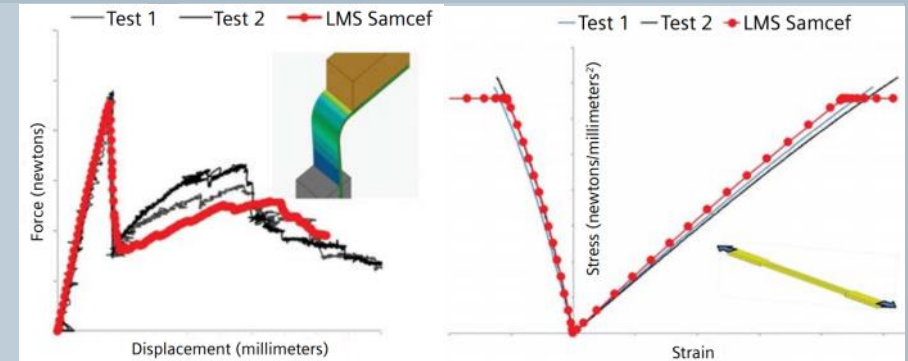 Test 1 Test 2 LMS Samcef
Force (newtons)
Displacement (millimeters)
Test 1 Test 2 LMS Samcef
Stress (newtons/millimeters²)
Strain